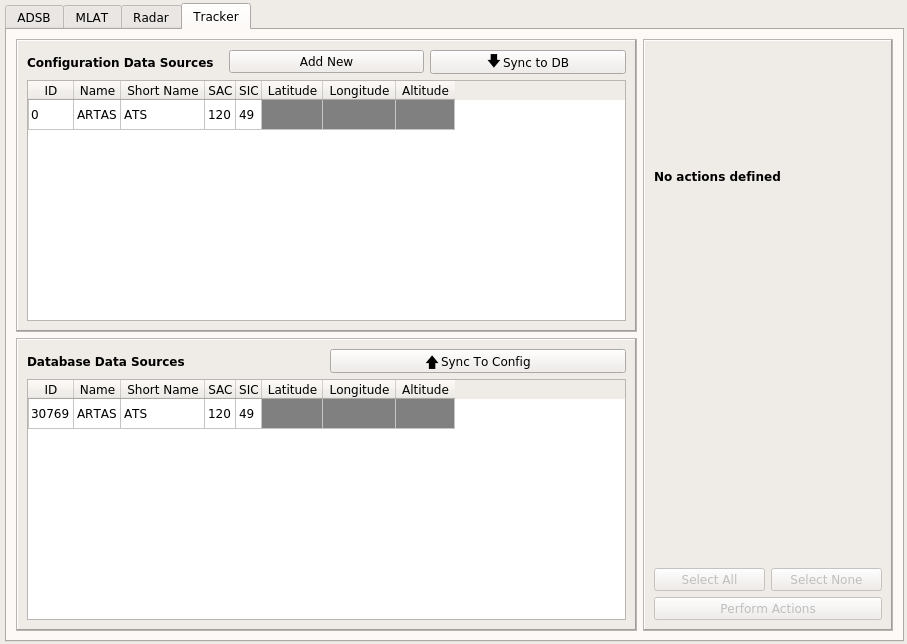 ADSB MLAT Radar Tracker
Configuration Data Sources Add New Sync to DB
ID Name Short Name SAC SIC Latitude Longitude Altitude
0 ARTAS ATS 120 49
No actions defined
Database Data Sources Sync To Config
ID Name Short Name SAC SIC Latitude Longitude Altitude
30769 ARTAS ATS 120 49
Select All Select None
Perform Actions